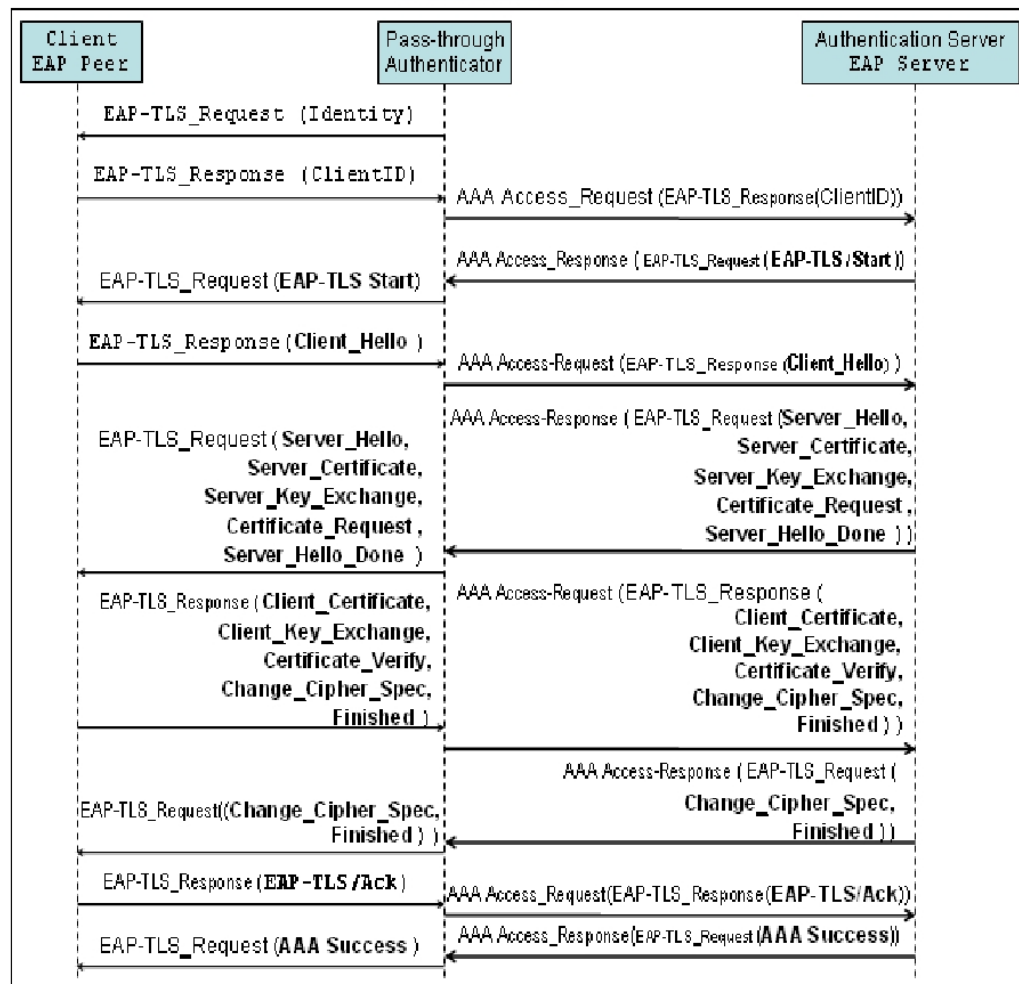 Client
EAP Peer
Pass-through
Authenticator
Authentication Server
EAP Server
EAP-TLS_Request (Identity)
EAP-TLS_Response (ClientID)
AAA Access_Request (EAP-TLS_Response(ClientID))
AAA Access_Response ( EAP-TLS_Request (EAP-TLS/Start))
EAP-TLS_Request (EAP-TLS Start)
EAP-TLS_Response (Client_Hello )
AAA Access-Request (EAP-TLS_Response (Client_Hello) )
AAA Access-Response ( EAP-TLS_Request (Server_Hello,
Server_Certificate,
Server_Key_Exchange,
Certificate_Request ,
Server_Hello_Done ) )
EAP-TLS_Request ( Server_Hello,
Server_Certificate,
Server_Key_Exchange,
Certificate_Request ,
Server_Hello_Done )
EAP-TLS_Response ( Client_Certificate,
Client_Key_Exchange,
Certificate_Verify,
Change_Cipher_Spec,
Finished )
AAA Access-Request (EAP-TLS_Response (
Client_Certificate,
Client_Key_Exchange,
Certificate_Verify,
Change_Cipher_Spec,
Finished ) )
AAA Access-Response ( EAP-TLS_Request (
Change_Cipher_Spec,
Finished ) )
EAP-TLS_Request((Change_Cipher_Spec,
Finished ) )
EAP-TLS_Response (EAP-TLS/Ack )
AAA Access_Request(EAP-TLS_Response(EAP-TLS/Ack))
AAA Access_Response(EAP-TLS_Request (AAA Success))
EAP-TLS_Request (AAA Success )